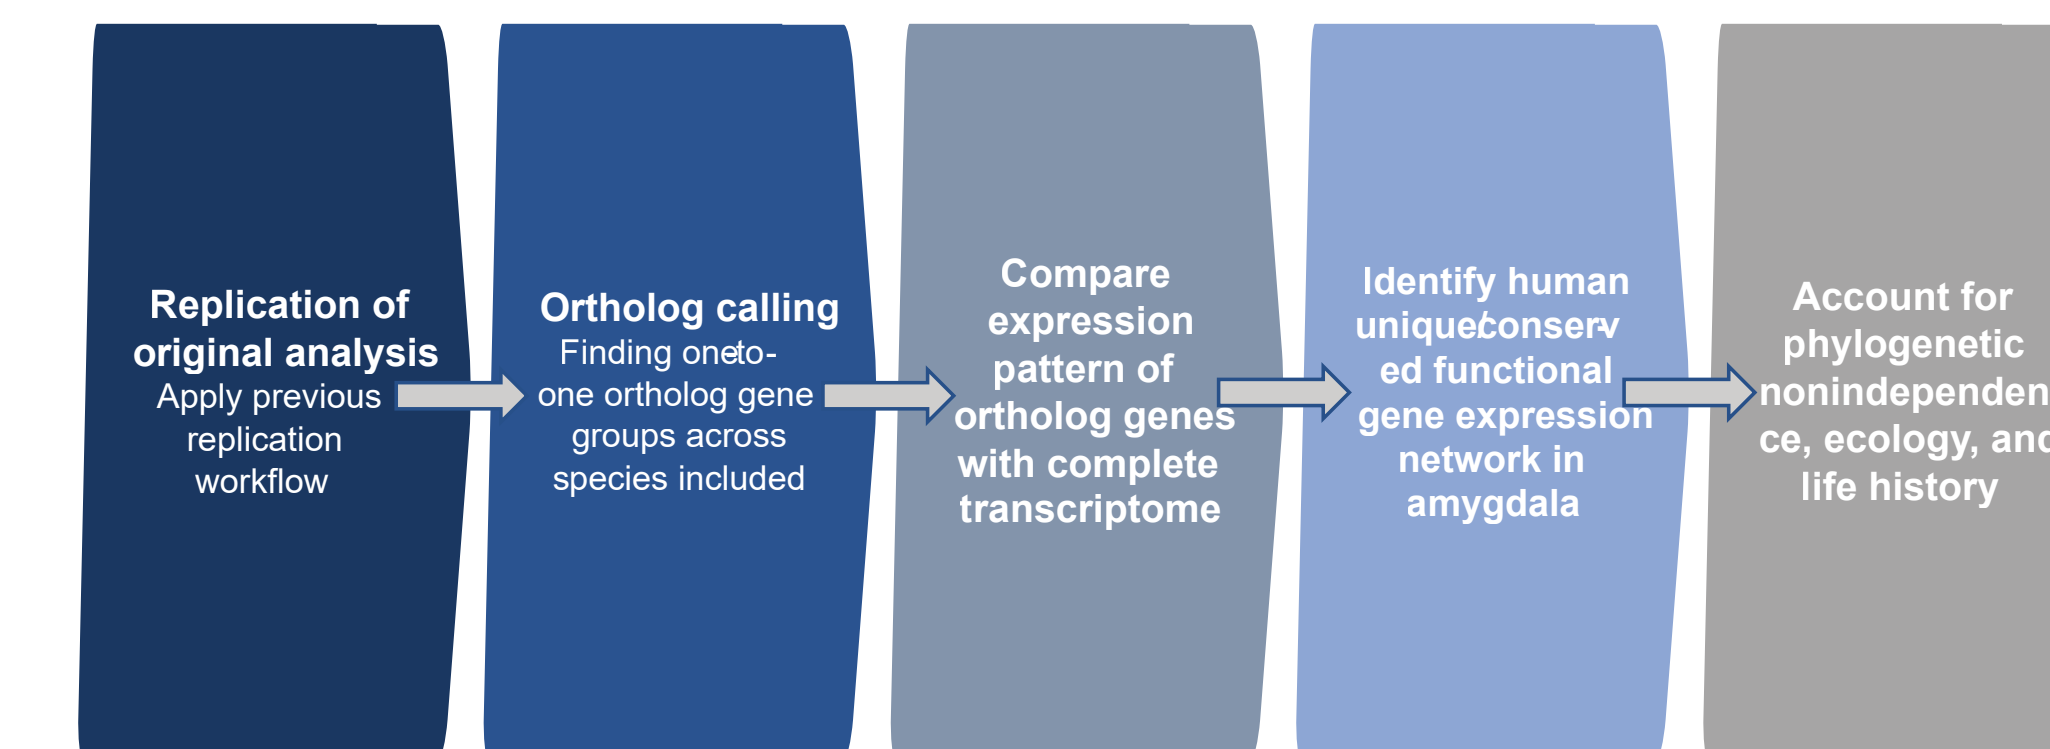 Replication of
original analysis
Apply previous
replication
workflow
Ortholog calling
Finding one-to-
one ortholog gene
groups across
species included
Compare
expression
pattern of
ortholog genes
with complete
transcriptome
Identify human
unique/conserv-
ed functional
gene expression
network in
amygdala
Account for
phylogenetic
nonindependen
ce, ecology, and
life history